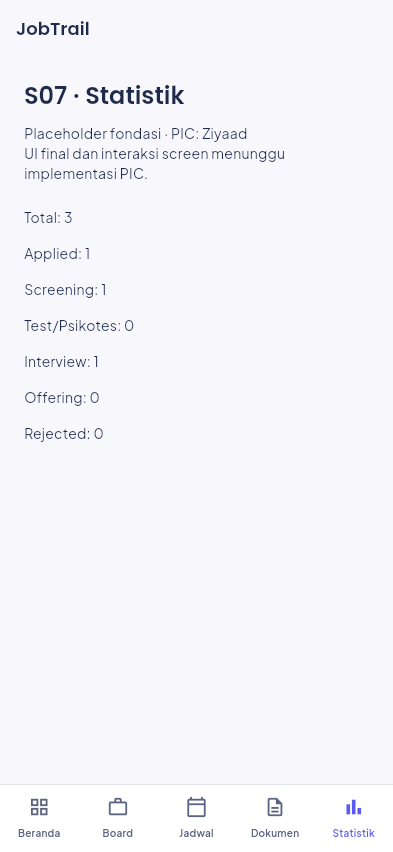 JobTrail
S07 · Statistik
Placeholder fondasi · PIC: Ziyaad
UI final dan interaksi screen menunggu
implementasi PIC.
Total: 3
Applied: 1
Screening: 1
Test/Psikotes: 0
Interview: 1
Offering: 0
Rejected: 0
Beranda
Board
Jadwal
Dokumen
Statistik